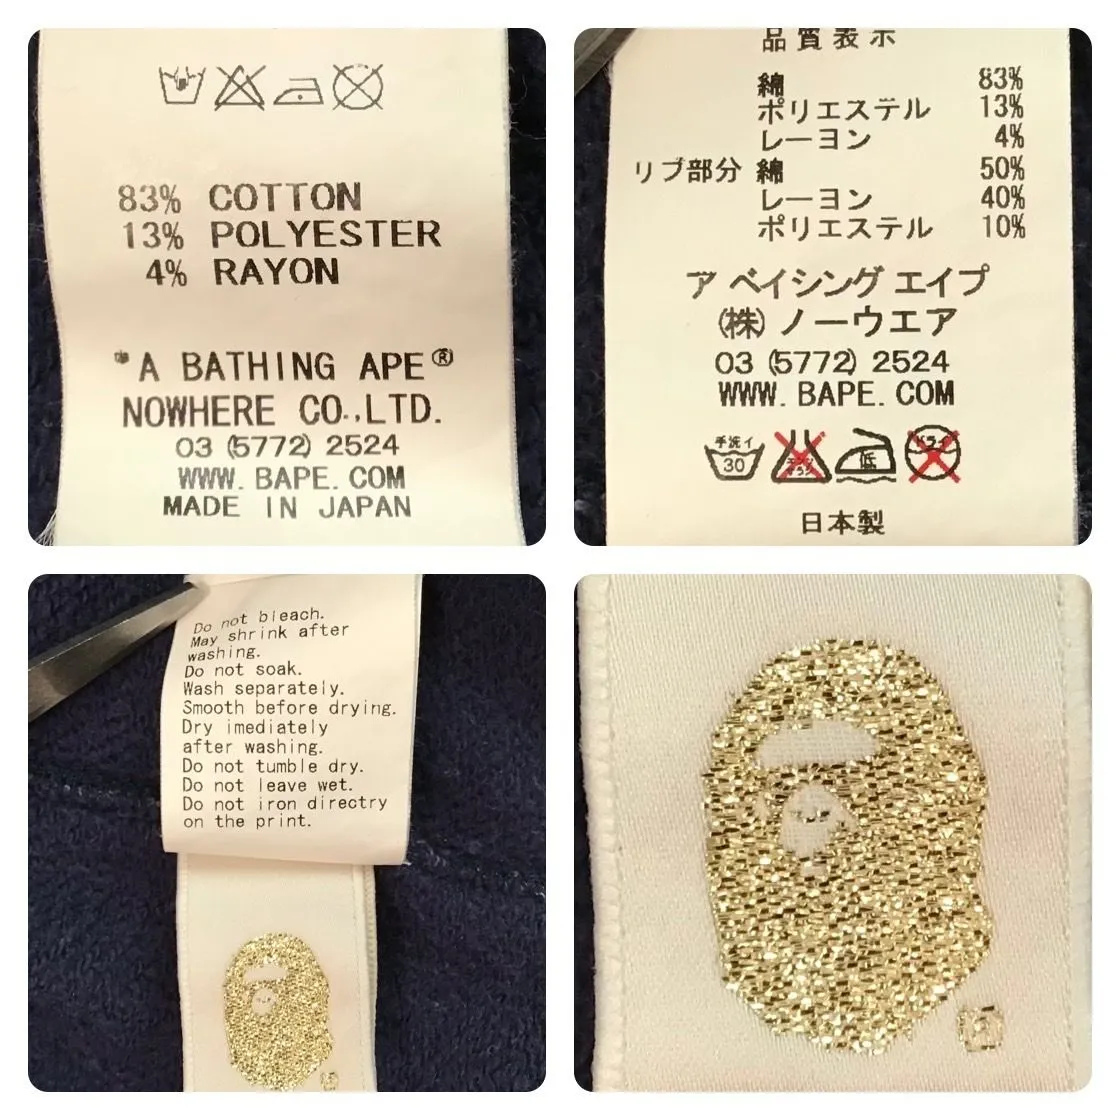 83% COTTON
13% POLYESTER
4% RAYON
"A BATHING APE®
NOWHERE CO.,LTD.
03 (5772) 2524
WWW. BAPE. COM
MADE IN JAPAN
品質表示
綿 83%
ポリエステル 13%
レーヨン 4%
リブ部分 綿 50%
レーヨン 40%
ポリエステル 10%
ア ベイシング エイプ
(株) ノーウエア
03 (5772) 2524
WWW. BAPE. COM
手洗イ 30 低 ドライ
日本製
Do not bleach.
May shrink after
washing.
Do not soak.
Wash separately.
Smooth before drying.
Dry imediately
after washing.
Do not tumble dry.
Do not leave wet.
Do not iron directry
on the print.